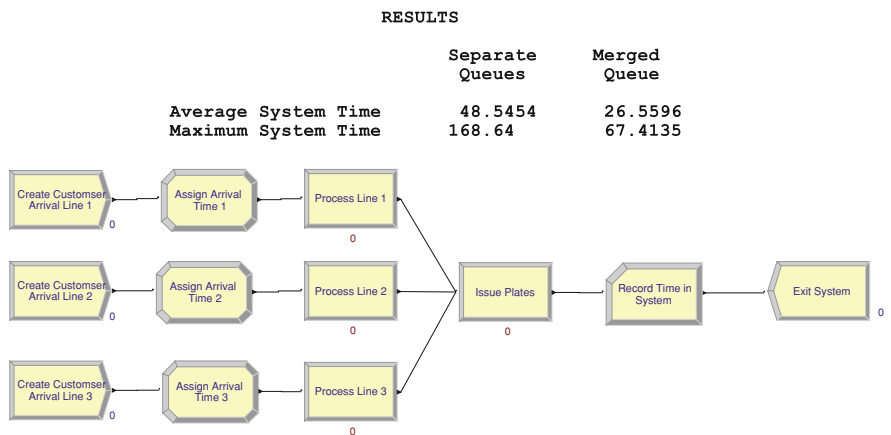 RESULTS
Separate Merged
Queues Queue
Average System Time 48.5454 26.5596
Maximum System Time 168.64 67.4135
Create Customser
Arrival Line 1
0
Assign Arrival
Time 1
Process Line 1
0
Create Customser
Arrival Line 2
0
Assign Arrival
Time 2
Process Line 2
0
Issue Plates
0
Record Time in
System
Exit System
0
Create Customser
Arrival Line 3
0
Assign Arrival
Time 3
Process Line 3
0